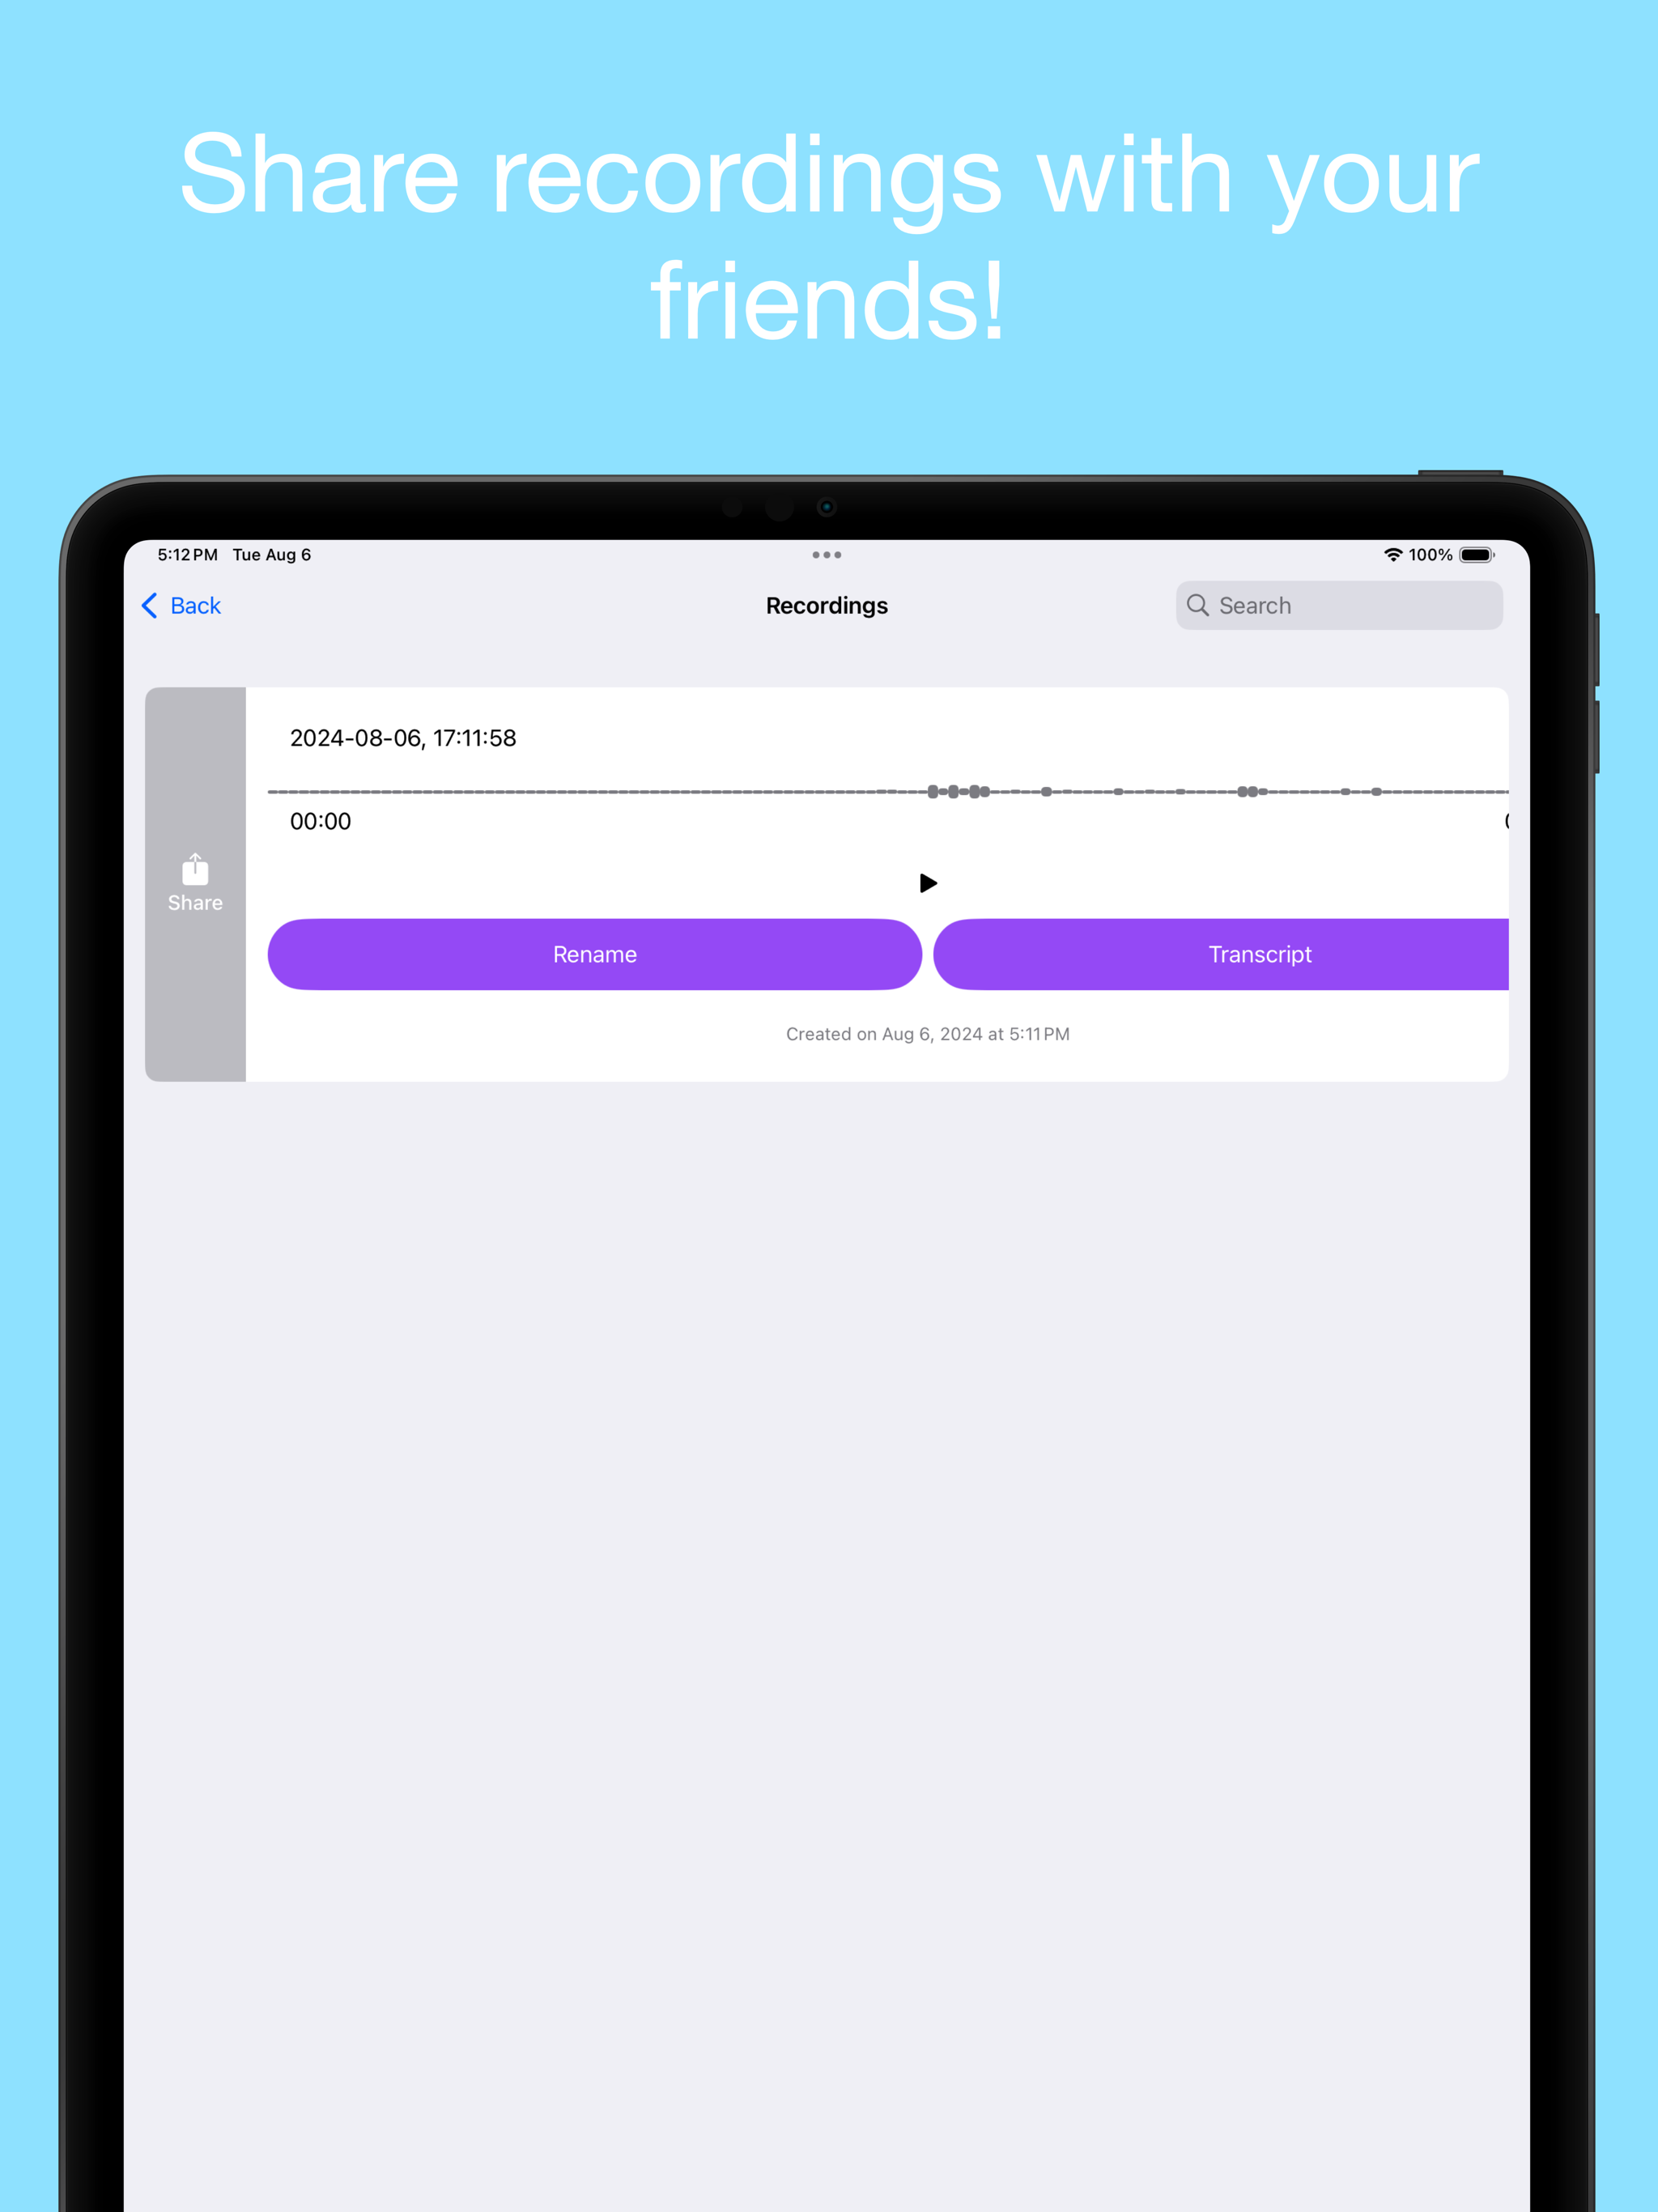 Share recordings with your
friends!
5:12 PM Tue Aug 6
100%
Back
Recordings
Search
2024-08-06, 17:11:58
00:00
Share
Rename
Transcript
Created on Aug 6, 2024 at 5:11 PM